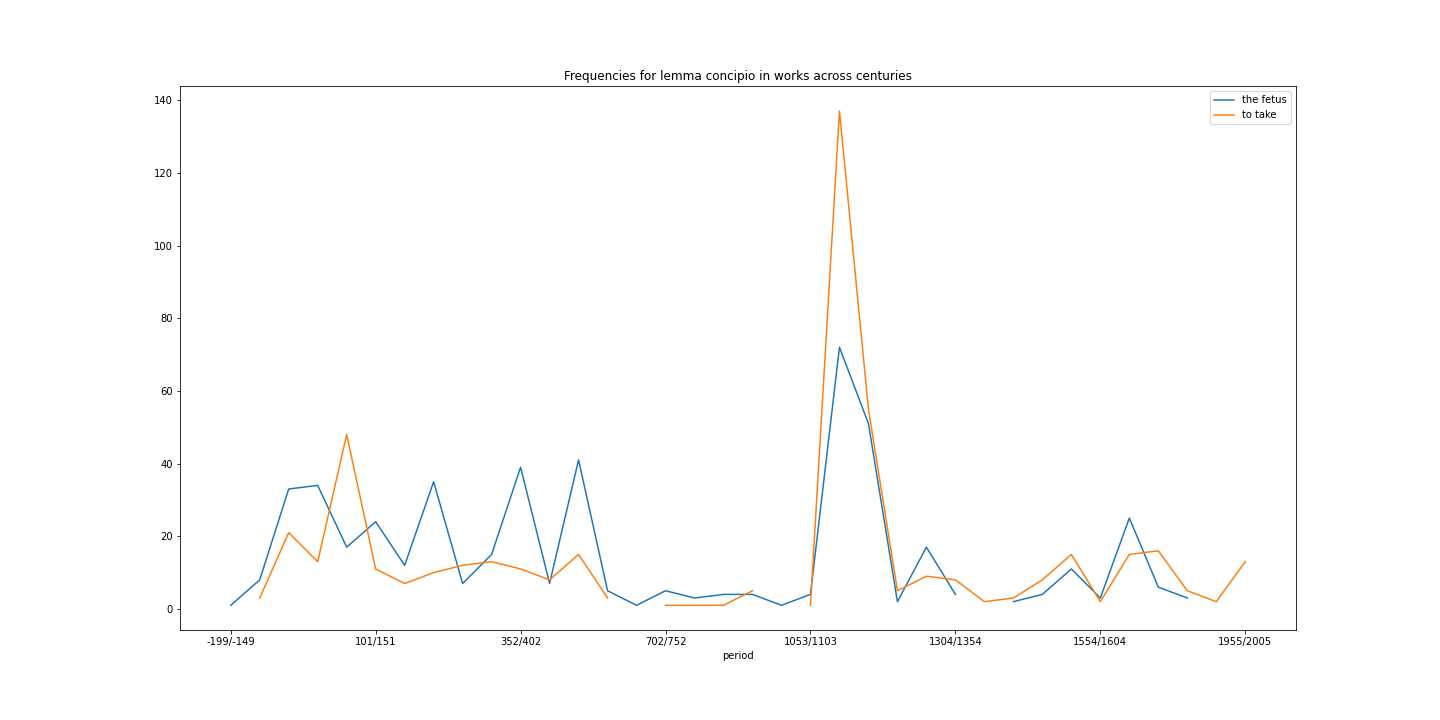 Frequencies for lemma concipio in works across centuries
the fetus
to take
140
120
100
80
60
40
20
0
-199/-149 101/151 352/402 702/752 1053/1103 1304/1354 1554/1604 1955/2005
period